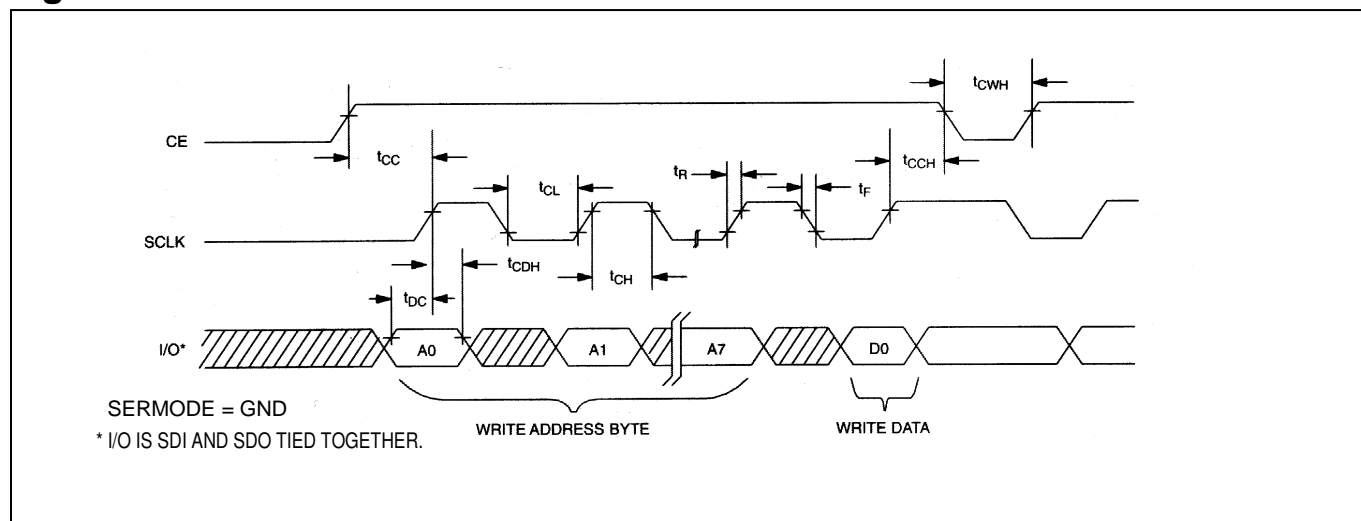 tCWH
CE
tCC
tCCH
tR
tCL
tF
SCLK
tCDH
tCH
tDC
I/O*
A0
A1
A7
D0
SERMODE = GND
WRITE ADDRESS BYTE
WRITE DATA
* I/O IS SDI AND SDO TIED TOGETHER.